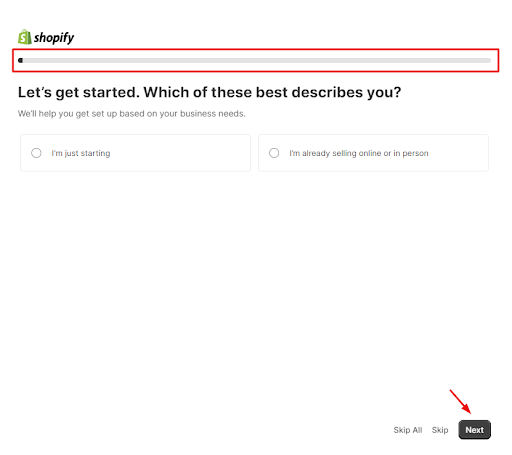 shopify
Let's get started. Which of these best describes you?
We'll help you get set up based on your business needs.
I'm just starting
I'm already selling online or in person
Skip All
Skip
Next